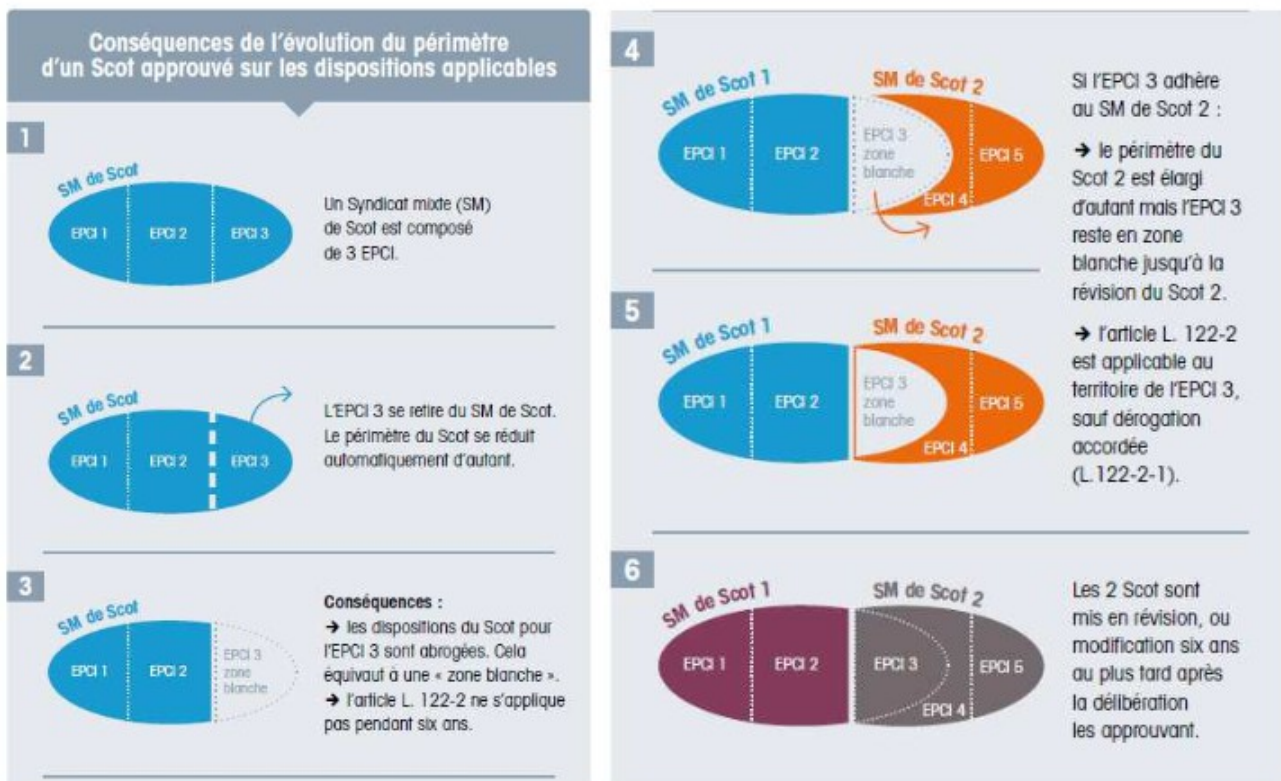 Conséquences de l'évolution du périmètre
d'un Scot approuvé sur les dispositions applicables
1
SM de Scot
EPCI 1
EPCI 2
EPCI 3
Un Syndicat mixte (SM)
de Scot est composé
de 3 EPCI.
2
SM de Scot
EPCI 1
EPCI 2
EPCI 3
L'EPCI 3 se retire du SM de Scot.
Le périmètre du Scot se réduit
automatiquement d'autant.
3
SM de Scot
EPCI 1
EPCI 2
EPCI 3
zone
blanche
Conséquences :
→ les dispositions du Scot pour
l'EPCI 3 sont abrogées. Cela
équivaut à une « zone blanche ».
→ l'article L. 122-2 ne s'applique
pas pendant six ans.
4
SM de Scot 1
SM de Scot 2
EPCI 1
EPCI 2
EPCI 3
zone
blanche
EPCI 4
EPCI 5
Si l'EPCI 3 adhère
au SM de Scot 2 :
→ le périmètre du
Scot 2 est élargi
d'autant mais l'EPCI 3
reste en zone
blanche jusqu'à la
révision du Scot 2.
→ l'article L. 122-2
est applicable au
territoire de l'EPCI 3,
sauf dérogation
accordée
(L.122-2-1).
5
SM de Scot 1
SM de Scot 2
EPCI 1
EPCI 2
EPCI 3
zone
blanche
EPCI 4
EPCI 5
6
SM de Scot 1
SM de Scot 2
EPCI 1
EPCI 2
EPCI 3
EPCI 4
EPCI 5
Les 2 Scot sont
mis en révision, ou
modification six ans
au plus tard après
la délibération
les approuvant.